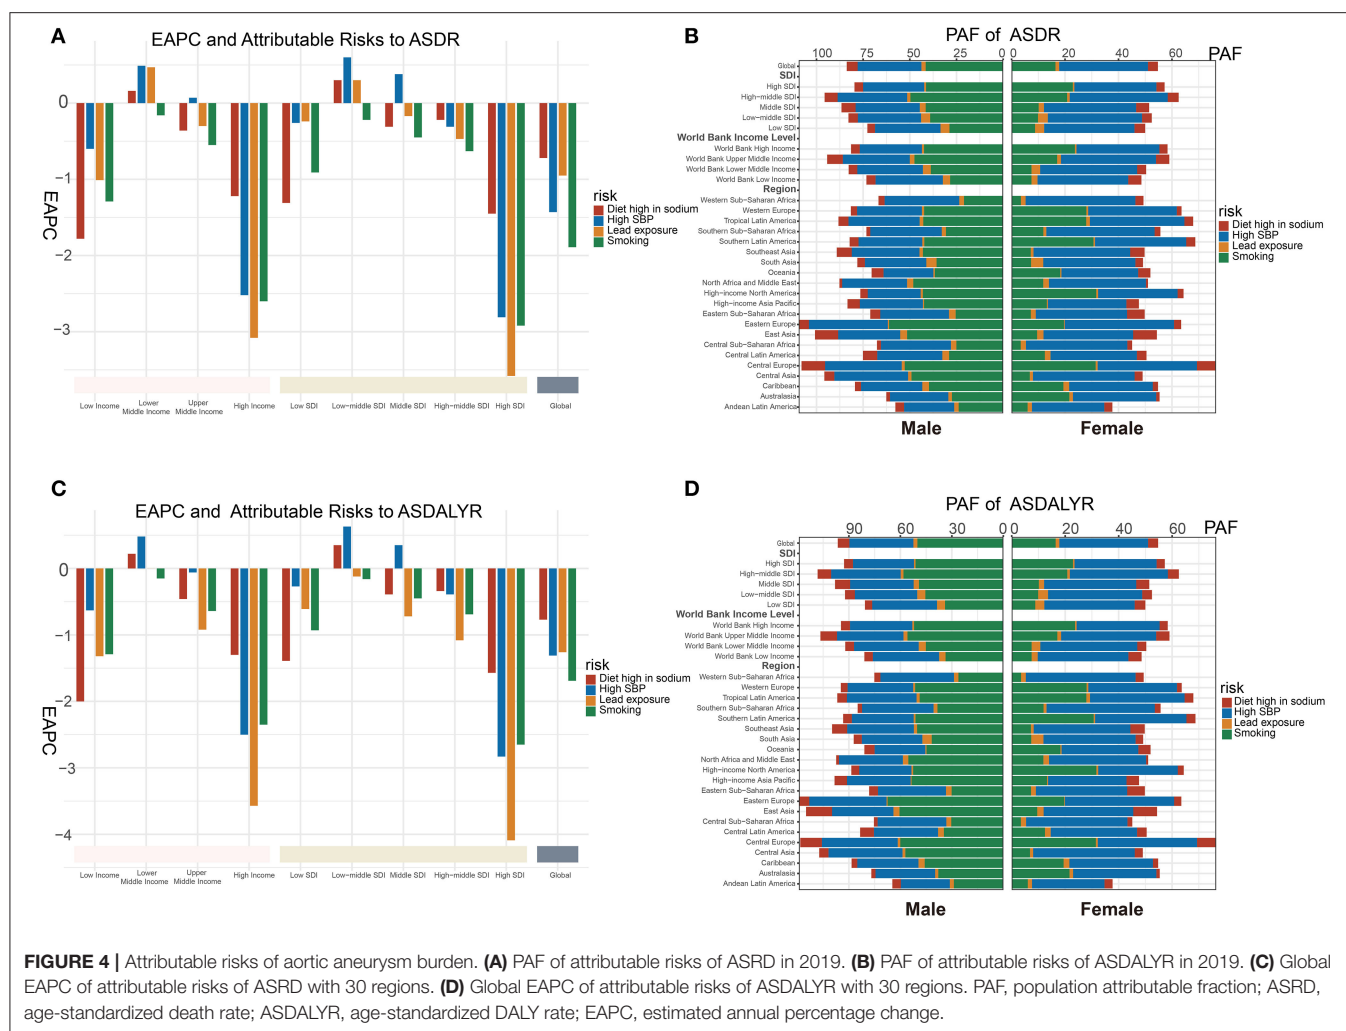 A
EAPC and Attributable Risks to ASDR
0
−1
−2
−3
EAPC
risk
Diet high in sodium
High SBP
Lead exposure
Smoking
Low Income
Lower Middle Income
Upper Middle Income
High Income
Low SDI
Low−middle SDI
Middle SDI
High−middle SDI
High SDI
Global
B
PAF of ASDR
100 75 50 25 0 0 20 40 60 PAF
Global
SDI
High SDI
High−middle SDI
Middle SDI
Low−middle SDI
Low SDI
World Bank Income Level
World Bank High Income
World Bank Upper Middle Income
World Bank Lower Middle Income
World Bank Low Income
Region
Western Sub−Saharan Africa
Western Europe
Tropical Latin America
Southern Sub−Saharan Africa
Southern Latin America
Southeast Asia
South Asia
Oceania
North Africa and Middle East
High−income North America
High−income Asia Pacific
Eastern Sub−Saharan Africa
Eastern Europe
East Asia
Central Sub−Saharan Africa
Central Latin America
Central Europe
Central Asia
Caribbean
Australasia
Andean Latin America
Male Female
risk
Diet high in sodium
High SBP
Lead exposure
Smoking
C
EAPC and Attributable Risks to ASDALYR
0
−1
−2
−3
−4
EAPC
risk
Diet high in sodium
High SBP
Lead exposure
Smoking
Low Income
Lower Middle Income
Upper Middle Income
High Income
Low SDI
Low−middle SDI
Middle SDI
High−middle SDI
High SDI
Global
D
PAF of ASDALYR
90 60 30 0 0 20 40 60 PAF
Global
SDI
High SDI
High−middle SDI
Middle SDI
Low−middle SDI
Low SDI
World Bank Income Level
World Bank High Income
World Bank Upper Middle Income
World Bank Lower Middle Income
World Bank Low Income
Region
Western Sub−Saharan Africa
Western Europe
Tropical Latin America
Southern Sub−Saharan Africa
Southern Latin America
Southeast Asia
South Asia
Oceania
North Africa and Middle East
High−income North America
High−income Asia Pacific
Eastern Sub−Saharan Africa
Eastern Europe
East Asia
Central Sub−Saharan Africa
Central Latin America
Central Europe
Central Asia
Caribbean
Australasia
Andean Latin America
Male Female
risk
Diet high in sodium
High SBP
Lead exposure
Smoking
FIGURE 4 | Attributable risks of aortic aneurysm burden. (A) PAF of attributable risks of ASRD in 2019. (B) PAF of attributable risks of ASDALYR in 2019. (C) Global
EAPC of attributable risks of ASRD with 30 regions. (D) Global EAPC of attributable risks of ASDALYR with 30 regions. PAF, population attributable fraction; ASRD,
age-standardized death rate; ASDALYR, age-standardized DALY rate; EAPC, estimated annual percentage change.